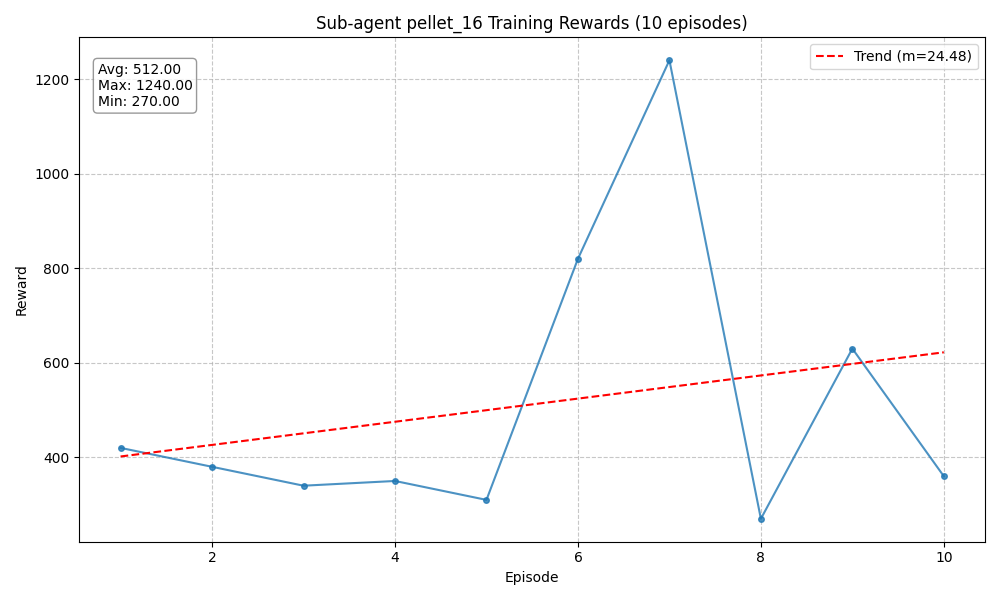 Sub-agent pellet_16 Training Rewards (10 episodes)
Avg: 512.00
Max: 1240.00
Min: 270.00
Trend (m=24.48)
1200
1000
800
600
400
Reward
2 4 6 8 10
Episode